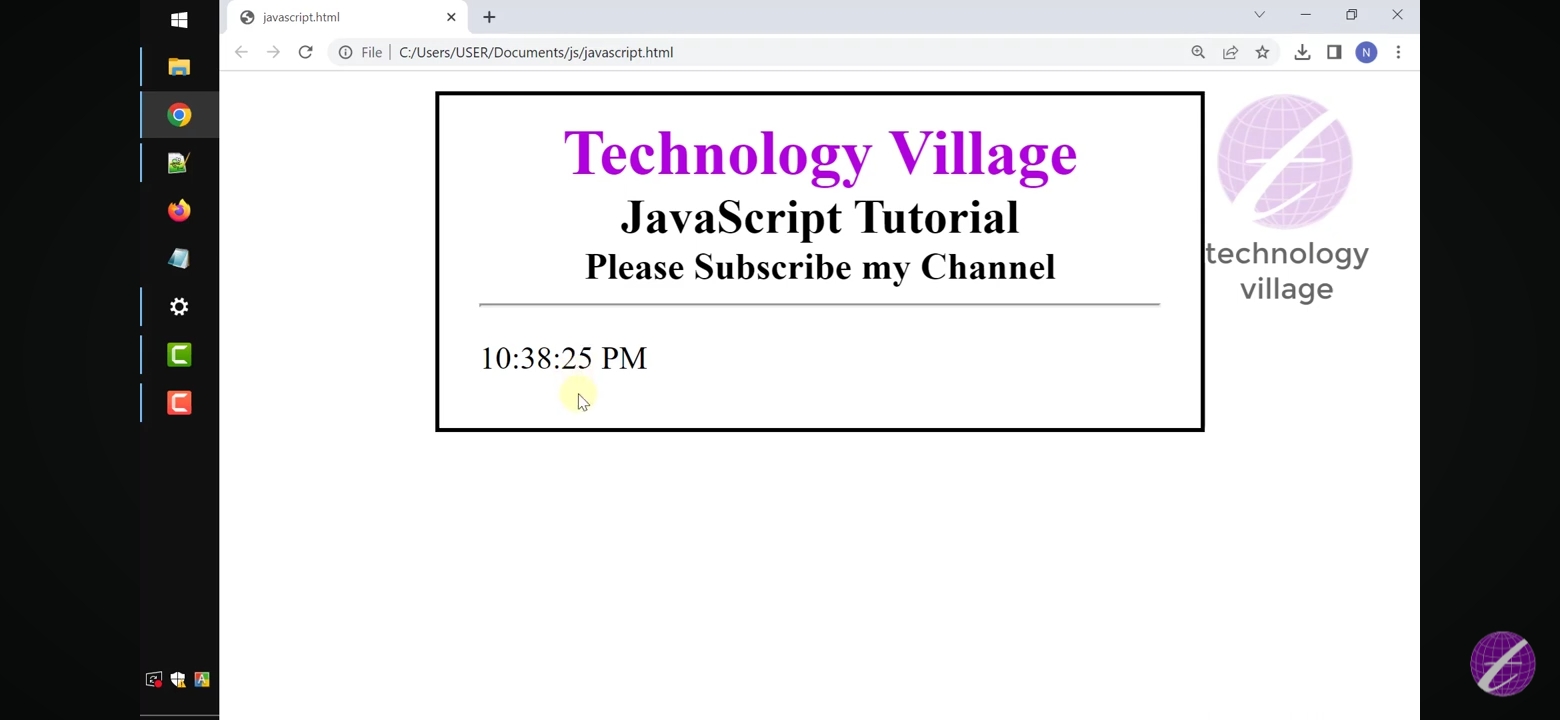 javascript.html
File
C:/Users/USER/Documents/js/javascript.html
N
Technology Village
JavaScript Tutorial
Please Subscribe my Channel
10:38:25 PM
technology
village